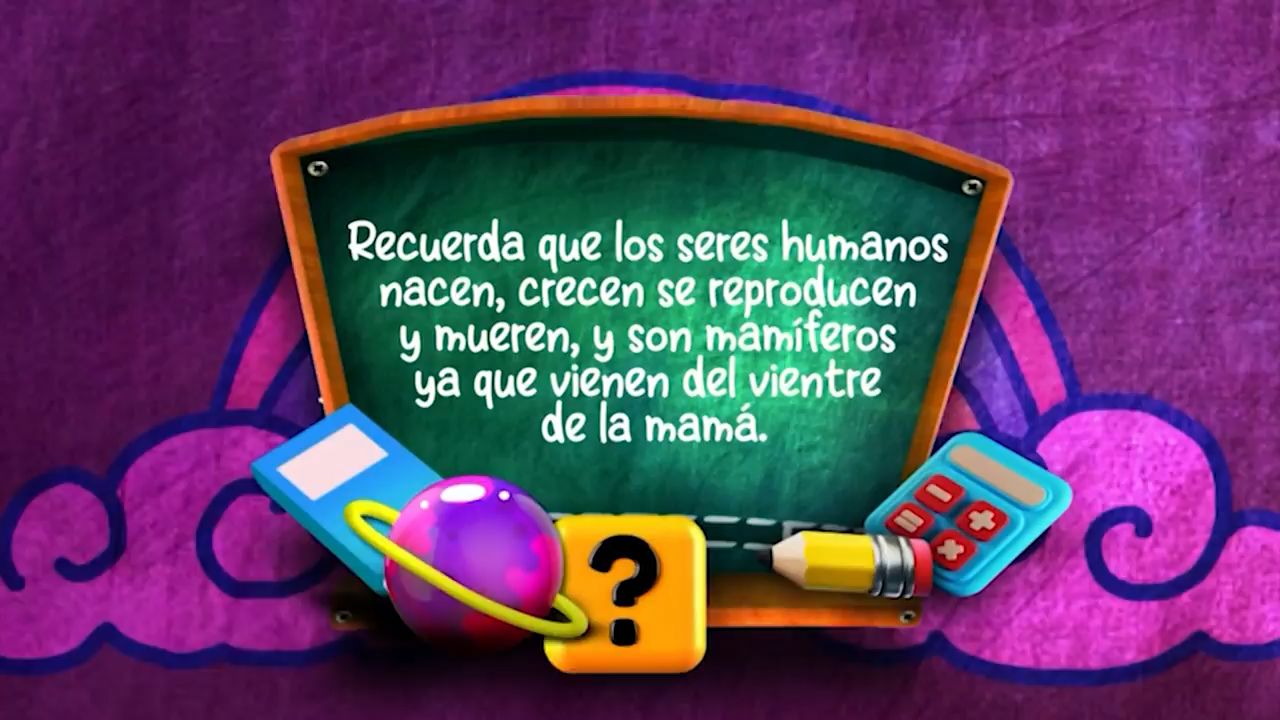 Recuerda que los seres humanos
nacen, crecen se reproducen
y mueren, y son mamíferos
ya que vienen del vientre
de la mamá.
?